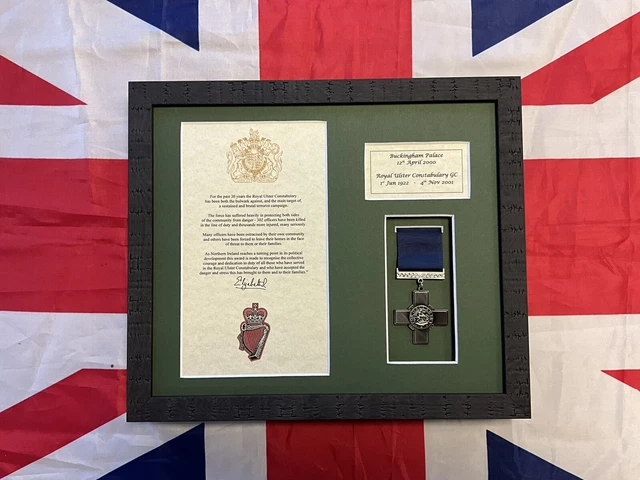 For the past 30 years the Royal Ulster Constabulary
has been both the bulwark against, and the main target of,
a sustained and brutal terrorist campaign.
The force has suffered heavily in protecting both sides
of the community from danger - 302 officers have been killed
in the line of duty and thousands more injured, many seriously
Many officers have been ostracised by their own community
and others have been forced to leave their homes in the face
of threats to them or their families
As Northern Ireland reaches a turning point in its political
development this award is made to recognise the collective
courage and dedication to duty of all those who have served
in the Royal Ulster Constabulary and who have accepted the
danger and stress this has brought to them and to their families."
Elizabeth R
Buckingham Palace
12th April 2000
Royal Ulster Constabulary GC
1st Jun 1922 - 4th Nov 2001